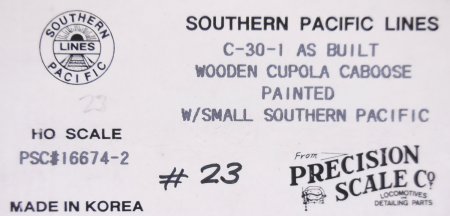 SOUTHERN
LINES
PACIFIC
SOUTHERN PACIFIC LINES
C-30-1 AS BUILT
WOODEN CUPOLA CABOOSE
PAINTED
W/SMALL SOUTHERN PACIFIC
23
HO SCALE
PSC#16674-2
# 23
MADE IN KOREA
From
PRECISION
SCALE Co.
LOCOMOTIVES
DETAILING PARTS